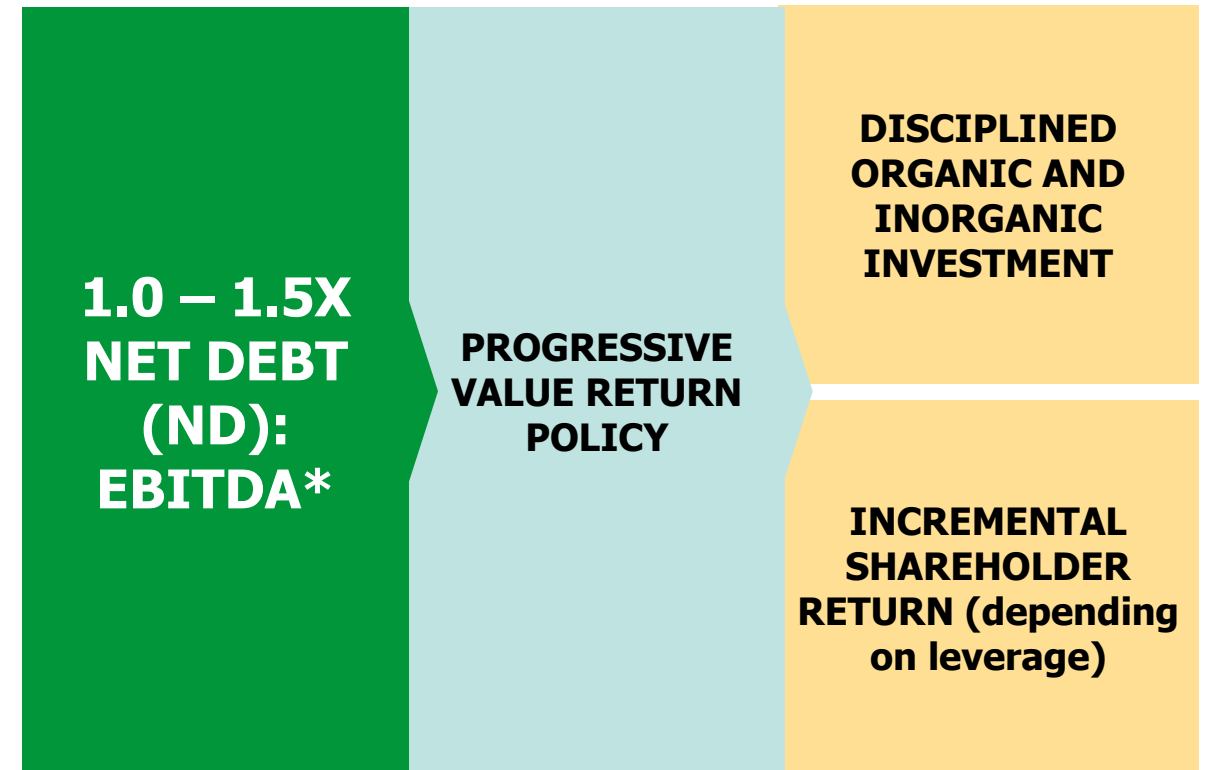 1.0 – 1.5X
NET DEBT
(ND):
EBITDA*
PROGRESSIVE
VALUE RETURN
POLICY
DISCIPLINED
ORGANIC AND
INORGANIC
INVESTMENT
INCREMENTAL
SHAREHOLDER
RETURN (depending
on leverage)